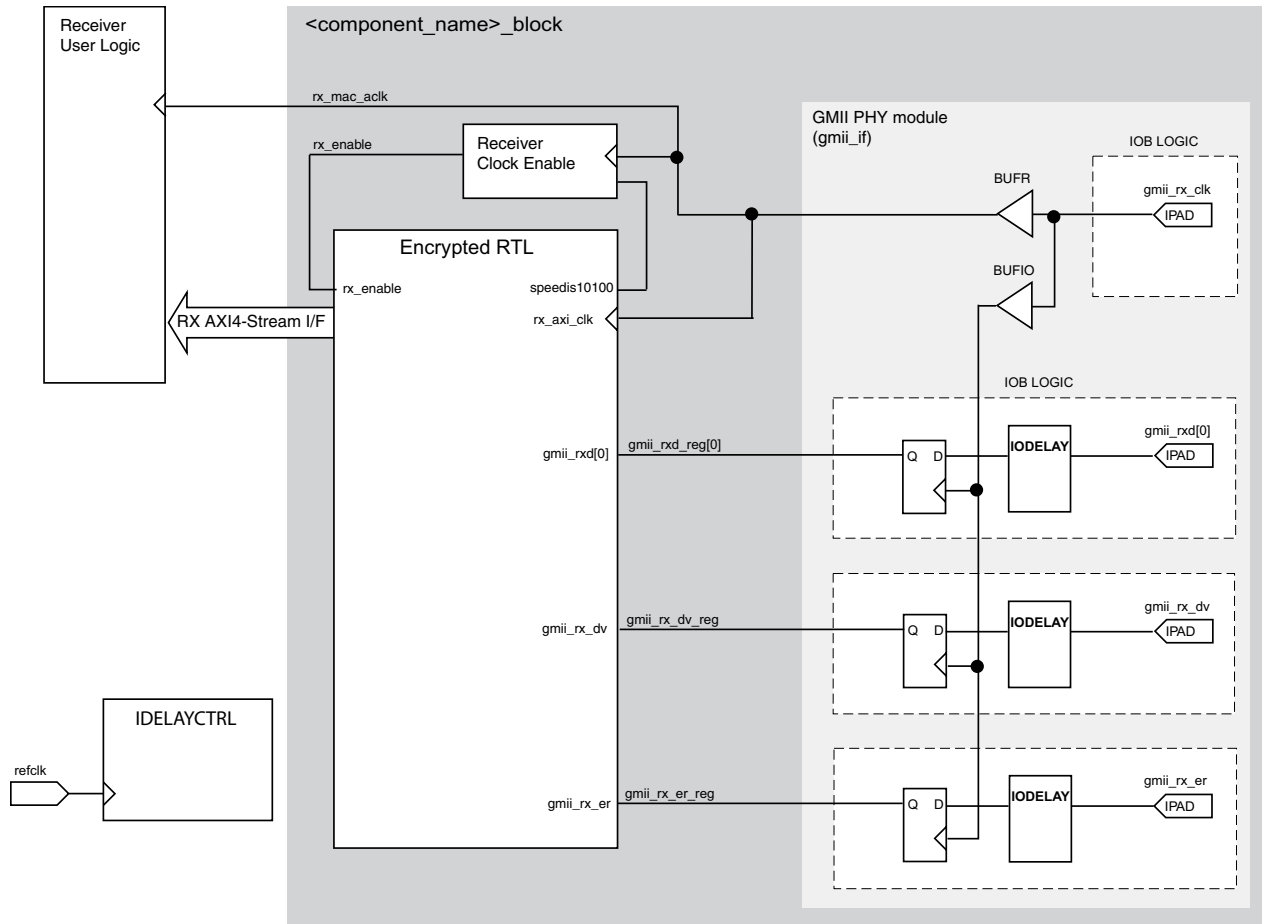 Receiver
User Logic
<component_name>_block
rx_mac_aclk
rx_enable
Receiver
Clock Enable
GMII PHY module
(gmii_if)
IOB LOGIC
BUFR
gmii_rx_clk
IPAD
BUFIO
Encrypted RTL
rx_enable
speedis10100
rx_axi_clk
RX AXI4-Stream I/F
IOB LOGIC
gmii_rxd[0]
gmii_rxd_reg[0]
Q D
IODELAY
gmii_rxd[0]
IPAD
gmii_rx_dv
gmii_rx_dv_reg
Q D
IODELAY
gmii_rx_dv
IPAD
IDELAYCTRL
refclk
gmii_rx_er
gmii_rx_er_reg
Q D
IODELAY
gmii_rx_er
IPAD